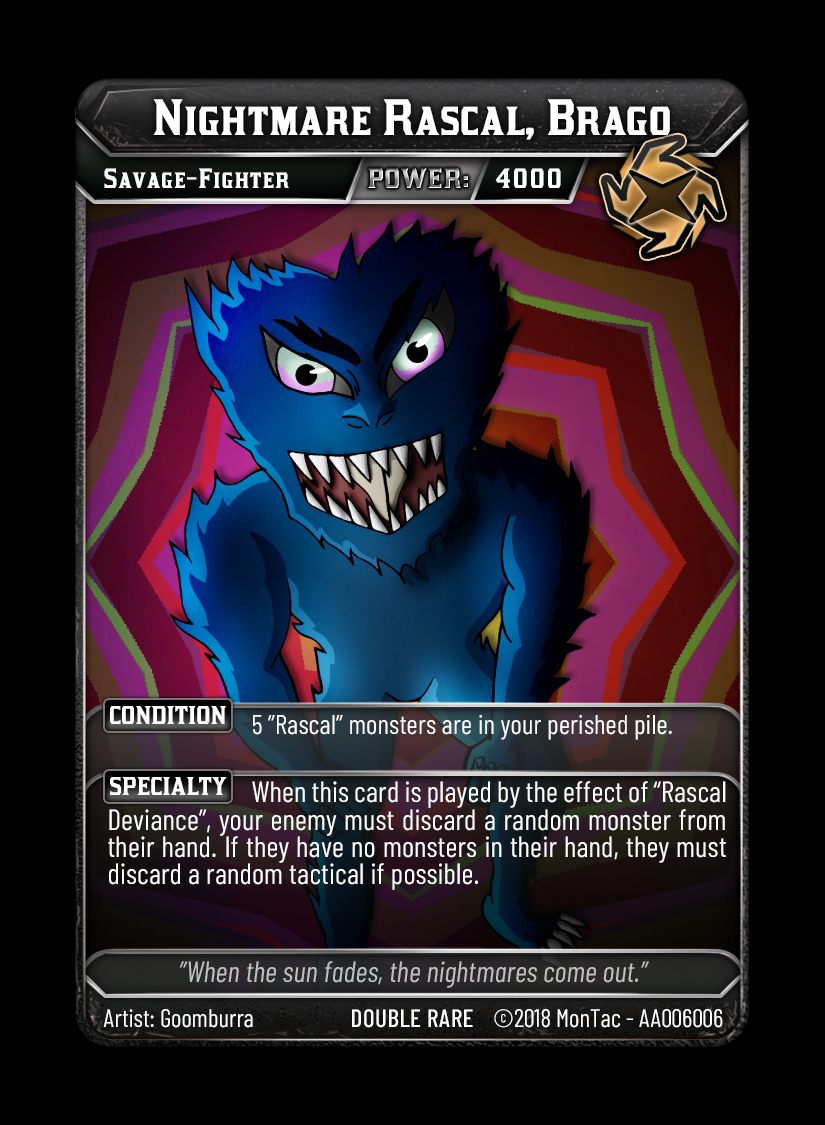 Nightmare Rascal, Brago
Savage-Fighter POWER: 4000
CONDITION 5 "Rascal" monsters are in your perished pile.
SPECIALTY When this card is played by the effect of "Rascal
Deviance", your enemy must discard a random monster from
their hand. If they have no monsters in their hand, they must
discard a random tactical if possible.
"When the sun fades, the nightmares come out."
Artist: Goomburra DOUBLE RARE ©2018 MonTac - AA006006